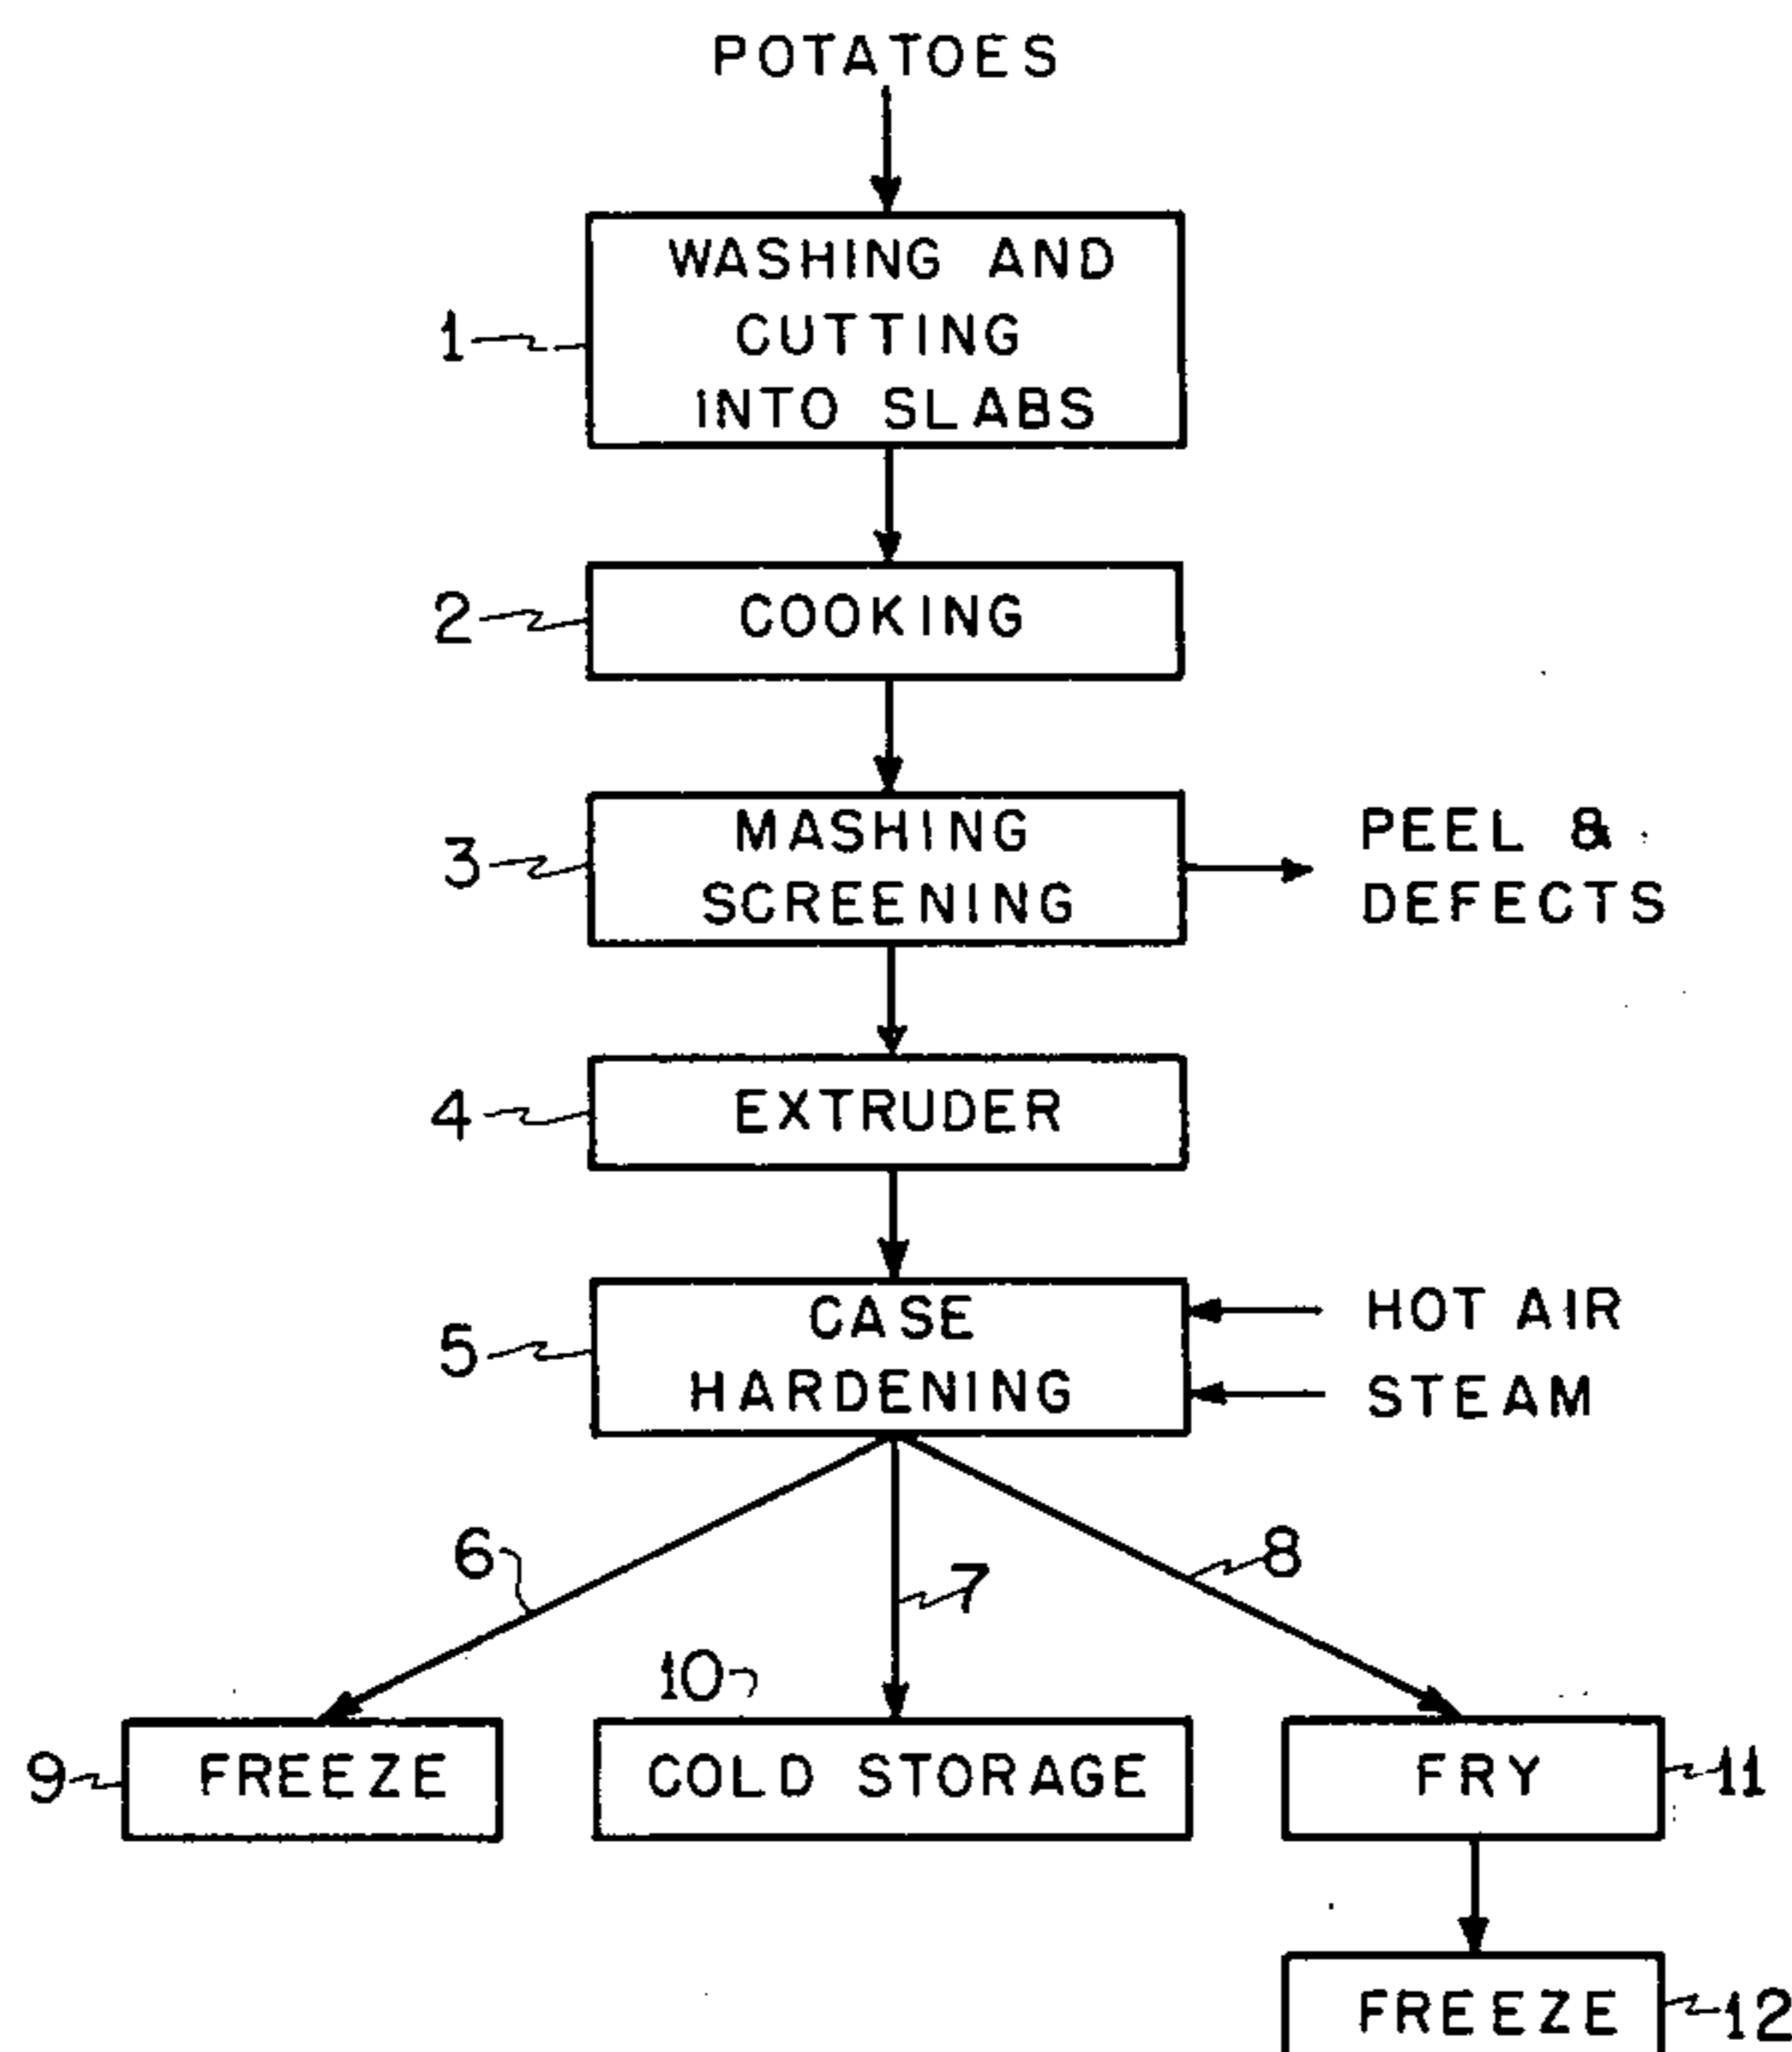 POTATOES
WASHING AND
CUTTING
INTO SLABS
1
COOKING
2
MASHING
SCREENING
3
PEEL &
DEFECTS
EXTRUDER
4
CASE
HARDENING
5
HOT AIR
STEAM
6
7
8
10
9
FREEZE
COLD STORAGE
FRY
11
FREEZE
12